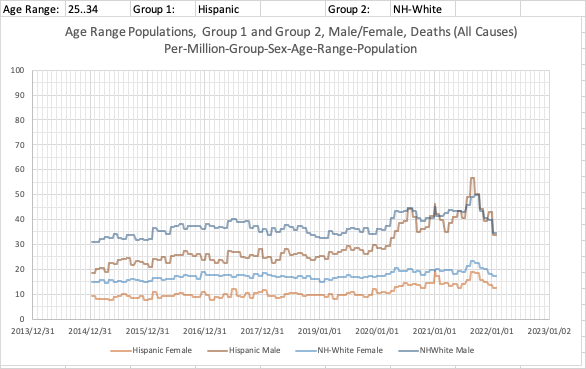 Age Range: 25..34 Group 1: Hispanic Group 2: NH-White
Age Range Populations, Group 1 and Group 2, Male/Female, Deaths (All Causes)
Per-Million-Group-Sex-Age-Range-Population
100
90
80
70
60
50
40
30
20
10
0
2013/12/31 2014/12/31 2015/12/31 2016/12/31 2017/12/31 2019/01/01 2020/01/01 2021/01/01 2022/01/01 2023/01/02
Hispanic Female Hispanic Male NH-White Female NHWhite Male